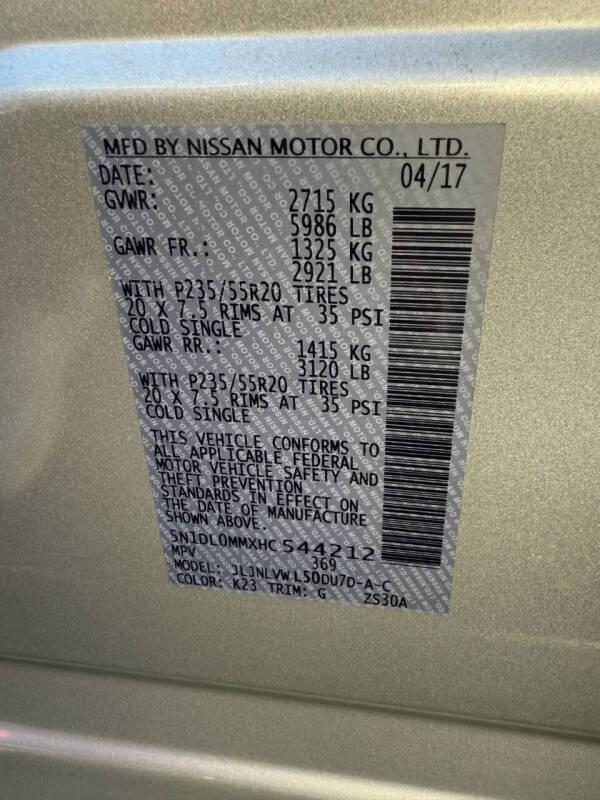 MFD BY NISSAN MOTOR CO., LTD.
DATE: 04/17
GVWR: 2715 KG
5986 LB
GAWR FR.: 1325 KG
2921 LB
WITH P235/55R20 TIRES
20 X 7.5 RIMS AT 35 PSI
COLD SINGLE
GAWR RR.: 1415 KG
3120 LB
WITH P235/55R20 TIRES
20 X 7.5 RIMS AT 35 PSI
COLD SINGLE
THIS VEHICLE CONFORMS TO
ALL APPLICABLE FEDERAL
MOTOR VEHICLE SAFETY AND
THEFT PREVENTION
STANDARDS IN EFFECT ON
THE DATE OF MANUFACTURE
SHOWN ABOVE.
5N1DL0MMXHC544212
MPV 369
MODEL: JLJNLVWL50DU7D-A-C
COLOR: K23 TRIM: G ZS30A